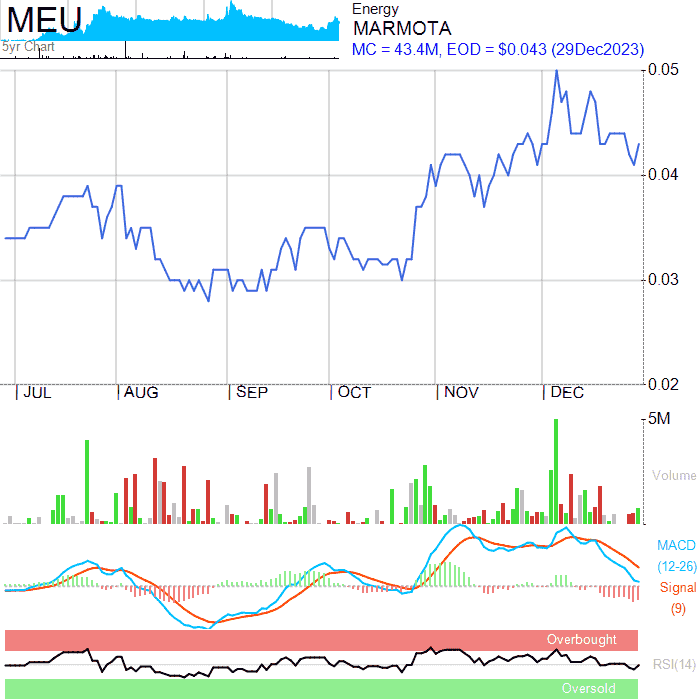 MEU
5yr Chart
Energy
MARMOTA
MC = 43.4M, EOD = $0.043 (29Dec2023)
0.05
0.04
0.03
0.02
JUL AUG SEP OCT NOV DEC
5M
Volume
MACD
(12-26)
Signal
(9)
Overbought
RSI(14)
Oversold